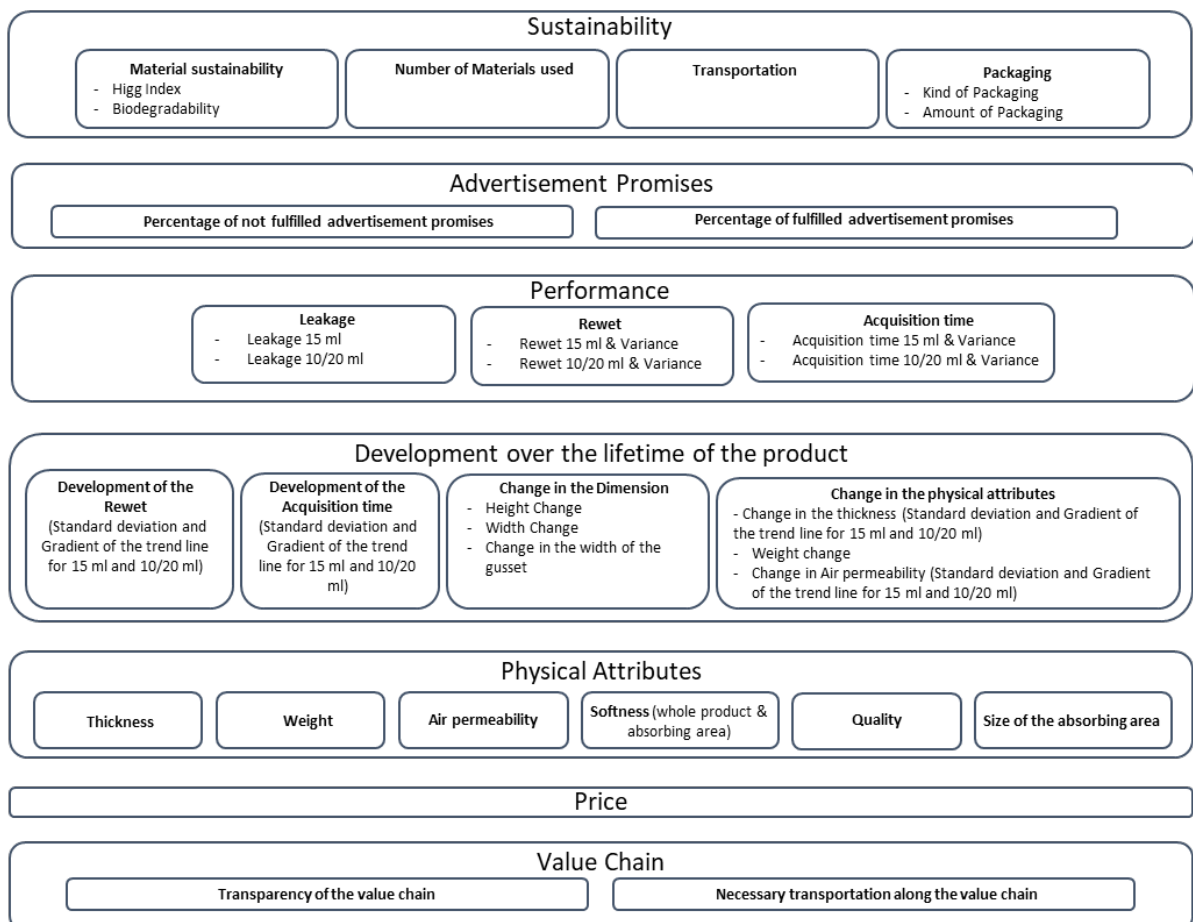 Sustainability
Material sustainability
- Higg Index
- Biodegradability
Number of Materials used
Transportation
Packaging
- Kind of Packaging
- Amount of Packaging
Advertisement Promises
Percentage of not fulfilled advertisement promises
Percentage of fulfilled advertisement promises
Performance
Leakage
- Leakage 15 ml
- Leakage 10/20 ml
Rewet
- Rewet 15 ml & Variance
- Rewet 10/20 ml & Variance
Acquisition time
- Acquisition time 15 ml & Variance
- Acquisition time 10/20 ml & Variance
Development over the lifetime of the product
Development of the
Rewet
(Standard deviation and
Gradient of the trend line
for 15 ml and 10/20 ml)
Development of the
Acquisition time
(Standard deviation and
Gradient of the trend
line for 15 ml and 10/20
ml)
Change in the Dimension
- Height Change
- Width Change
- Change in the width of the
gusset
Change in the physical attributes
- Change in the thickness (Standard deviation and Gradient of
the trend line for 15 ml and 10/20 ml)
- Weight change
- Change in Air permeability (Standard deviation and Gradient
of the trend line for 15 ml and 10/20 ml)
Physical Attributes
Thickness
Weight
Air permeability
Softness (whole product &
absorbing area)
Quality
Size of the absorbing area
Price
Value Chain
Transparency of the value chain
Necessary transportation along the value chain